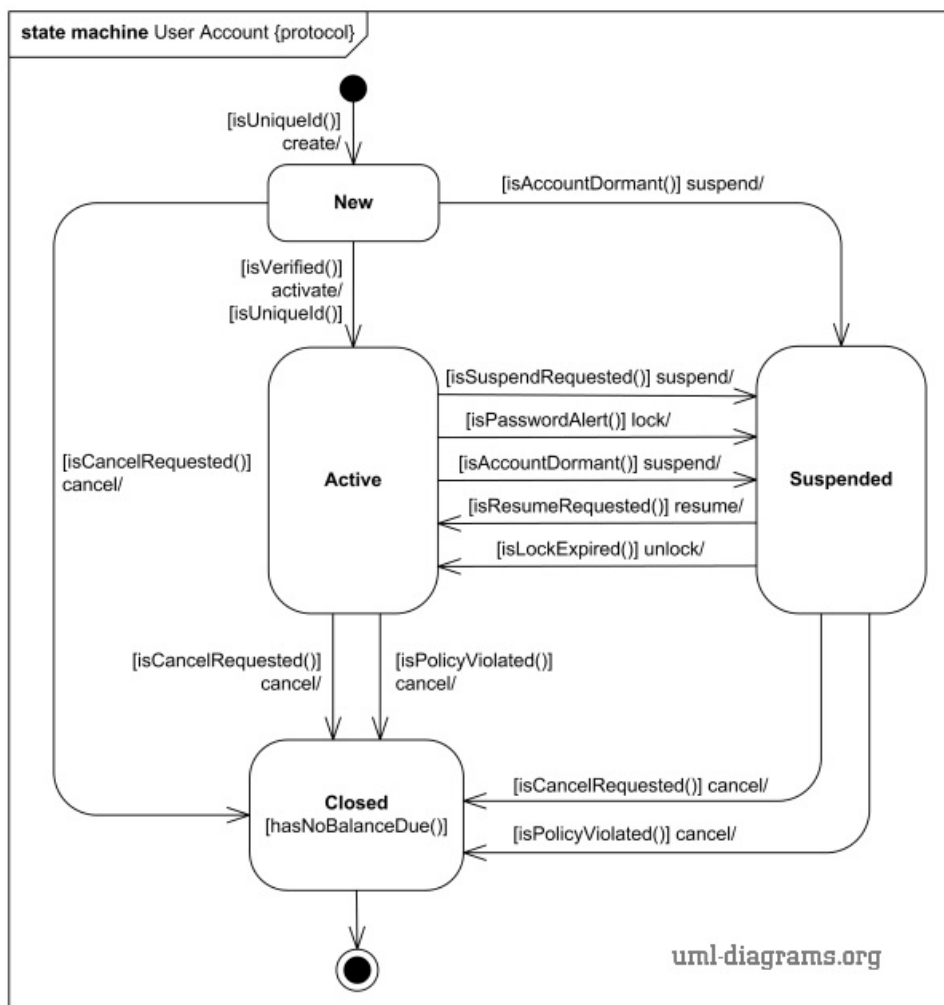 state machine User Account {protocol}
[isUniqueId()]
create/
New
[isAccountDormant()] suspend/
[isVerified()]
activate/
[isUniqueId()]
[isSuspendRequested()] suspend/
[isPasswordAlert()] lock/
[isCancelRequested()]
cancel/
Active
[isAccountDormant()] suspend/
Suspended
[isResumeRequested()] resume/
[isLockExpired()] unlock/
[isCancelRequested()]
cancel/
[isPolicyViolated()]
cancel/
Closed
[hasNoBalanceDue()]
[isCancelRequested()] cancel/
[isPolicyViolated()] cancel/
uml-diagrams.org